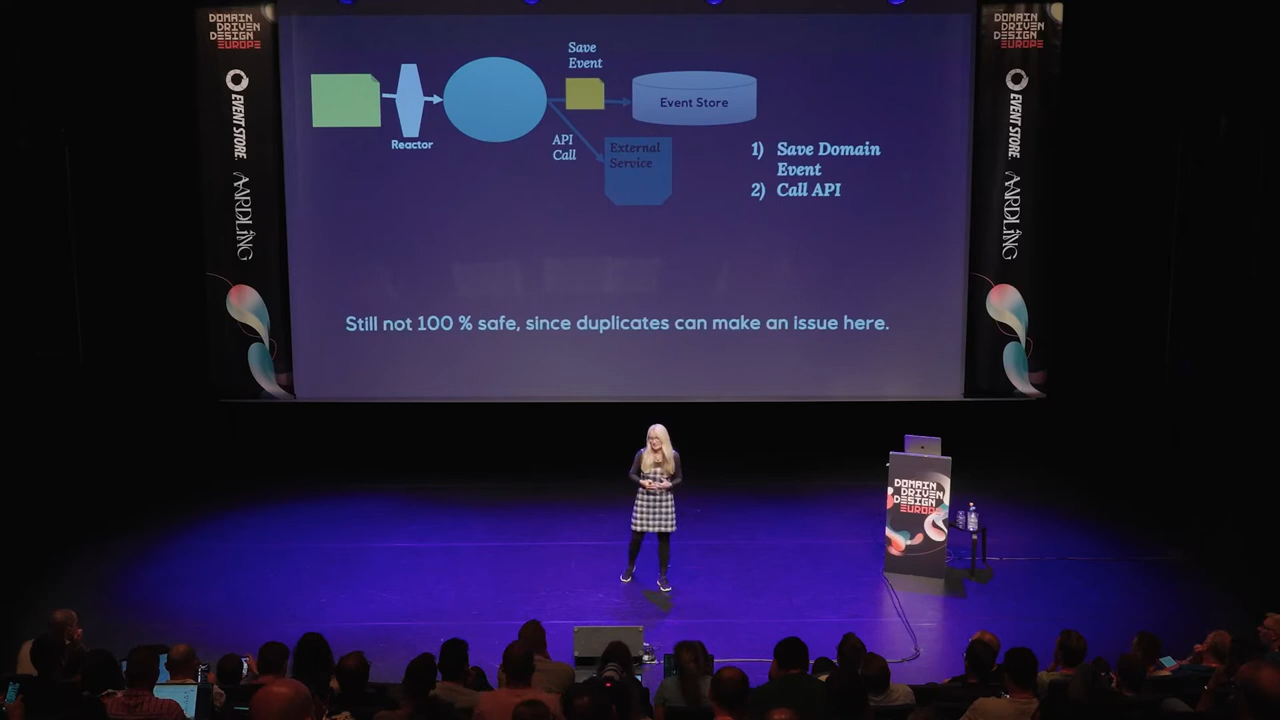 DOMAIN
DRIVEN
DESIGN
EUROPE
EVENT STORE.
AARDLING
Save
Event
Event Store
Reactor
API
Call
External
Service
1) Save Domain
Event
2) Call API
Still not 100 % safe, since duplicates can make an issue here.
DOMAIN
DRIVEN
DESIGN
EUROPE
EVENT STORE.
AARDLING
DOMAIN
DRIVEN
DESIGN
EUROPE